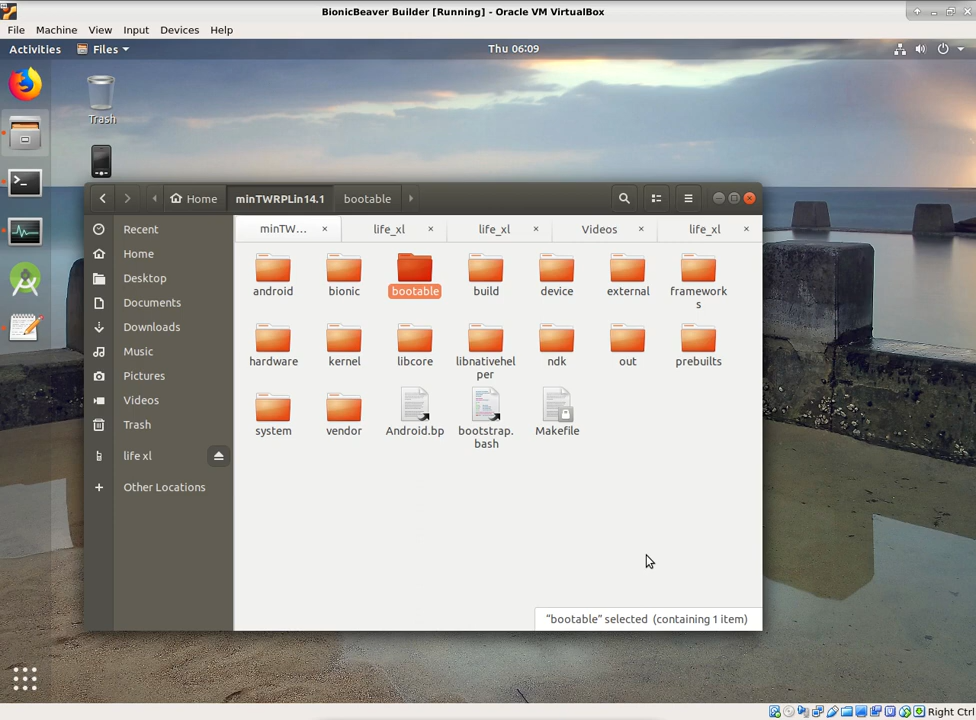 BionicBeaver Builder [Running] - Oracle VM VirtualBox
File Machine View Input Devices Help
Activities Files Thu 06:09
Trash
Home minTWRPLin14.1 bootable
minTW... life_xl life_xl Videos life_xl
Recent
Home
Desktop
Documents
Downloads
Music
Pictures
Videos
Trash
life xl
Other Locations
android bionic bootable build device external framework
s
hardware kernel libcore libnativehel ndk out prebuilts
per
system vendor Android.bp bootstrap. Makefile
bash
"bootable" selected (containing 1 item)
Right Ctrl